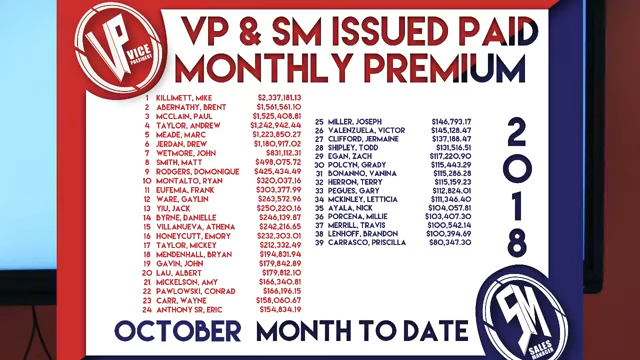 VP & SM ISSUED PAID
MONTHLY PREMIUM
VP
VICE
PRESIDENT
1 KILLIMETT, MIKE $2,337,181.13
2 ABERNATHY, BRENT $1,561,561.10
3 MCCLAIN, PAUL $1,525,408.81
4 TAYLOR, ANDREW $1,242,942.44
5 MEADE, MARC $1,223,850.27
6 JERDAN, DREW $1,180,917.02
7 WETMORE, JOHN $831,112.31
8 SMITH, MATT $498,075.72
9 RODGERS, DOMONIQUE $425,434.49
10 MONTALTO, RYAN $320,037.16
11 EUFEMIA, FRANK $303,377.99
12 WARE, GAYLIN $263,572.96
13 YIU, JACK $250,220.16
14 BYRNE, DANIELLE $246,139.87
15 VILLANUEVA, ATHENA $242,216.65
16 HONEYCUTT, EMORY $232,303.01
17 TAYLOR, MICKEY $212,332.49
18 MENDENHALL, BRYAN $194,831.94
19 GAVIN, JOHN $179,842.89
20 LAU, ALBERT $179,812.10
21 MICKELSON, AMY $166,340.81
22 PAWLOWSKI, CONRAD $166,196.15
23 CARR, WAYNE $158,060.67
24 ANTHONY SR, ERIC $154,834.19
25 MILLER, JOSEPH $146,793.17
26 VALENZUELA, VICTOR $145,128.47
27 CLIFFORD, JERMAINE $137,188.47
28 SHIPLEY, TODD $131,516.51
29 EGAN, ZACH $117,220.90
30 POLCYN, GRADY $115,443.29
31 BONANNO, VANINA $115,286.28
32 HERRON, TERRY $115,159.23
33 PEGUES, GARY $112,824.01
34 MCKINLEY, LETICIA $111,346.40
35 AYALA, NICK $104,057.81
36 PORCENA, MILLIE $103,407.30
37 MERRILL, TRAVIS $100,542.14
38 LENHOFF, BRANDON $100,394.69
39 CARRASCO, PRISCILLA $80,347.30
2018
OCTOBER MONTH TO DATE
SM
SALES
MANAGER